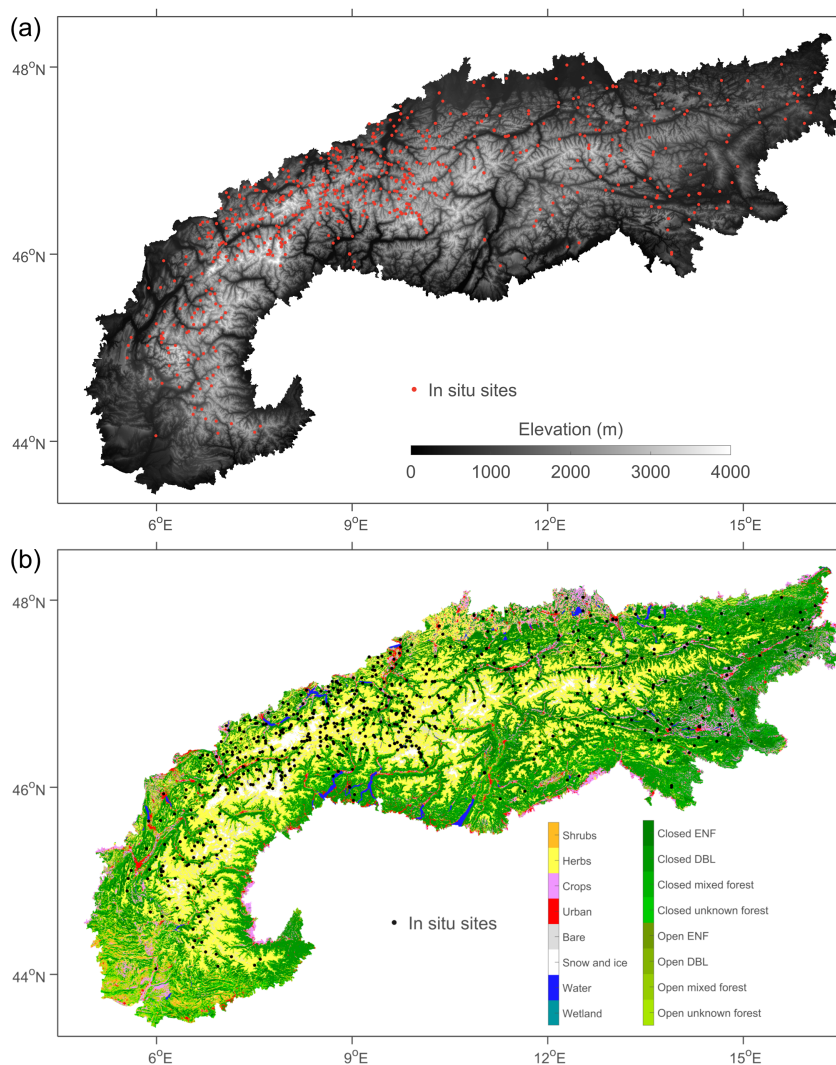 (a)
48°N
46°N
44°N
In situ sites
Elevation (m)
0 1000 2000 3000 4000
6°E 9°E 12°E 15°E
(b)
48°N
46°N
44°N
In situ sites
Shrubs
Herbs
Crops
Urban
Bare
Snow and ice
Water
Wetland
Closed ENF
Closed DBL
Closed mixed forest
Closed unknown forest
Open ENF
Open DBL
Open mixed forest
Open unknown forest
6°E 9°E 12°E 15°E